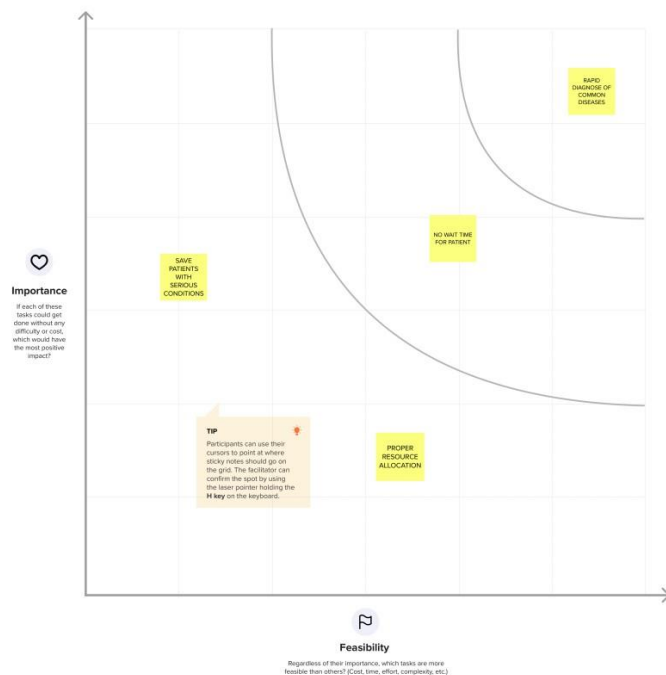 RAPID
DIAGNOSE OF
COMMON
DISEASES
NO WAIT TIME
FOR PATIENT
SAVE
PATIENTS
WITH
SERIOUS
CONDITIONS
Importance
If each of these
tasks could get
done without any
difficulty or cost,
which would have
the most positive
impact?
TIP
Participants can use their
cursors to point at where
sticky notes should go on
the grid. The facilitator can
confirm the spot by using
the laser pointer holding the
H key on the keyboard.
PROPER
RESOURCE
ALLOCATION
Feasibility
Regardless of their importance, which tasks are more
feasible than others? (Cost, time, effort, complexity, etc.)